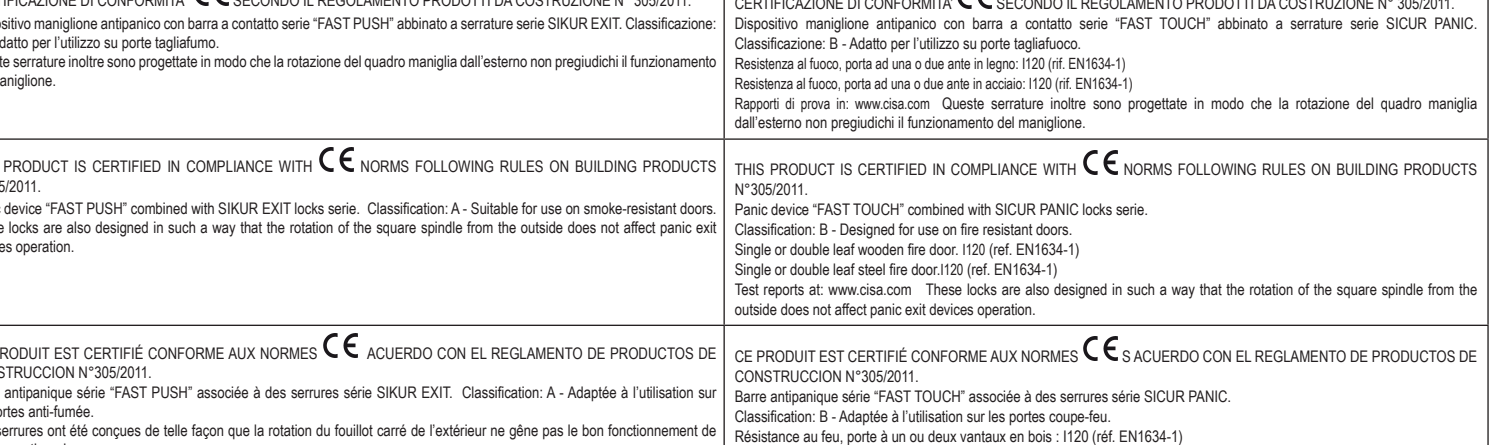 SECONDO IL REGOLAMENTO PRODOTTI DA COSTRUZIONE N° 305/2011.
maniglione antipanico con barra a contatto serie “FAST PUSH” abbinato a serrature serie SIKUR EXIT. Classificazione:
per l’utilizzo su porte tagliafumo.
serrature inoltre sono progettate in modo che la rotazione del quadro maniglia dall’esterno non pregiudichi il funzionamento
CERTIFICAZIONE DI CONFORMITA’ CE SECONDO IL REGOLAMENTO PRODOTTI DA COSTRUZIONE N° 305/2011.
Dispositivo maniglione antipanico con barra a contatto serie “FAST TOUCH” abbinato a serrature serie SICUR PANIC.
Classificazione: B - Adatto per l’utilizzo su porte tagliafuoco.
Resistenza al fuoco, porta ad una o due ante in legno: I120 (rif. EN1634-1)
Resistenza al fuoco, porta ad una o due ante in acciaio: I120 (rif. EN1634-1)
Rapporti di prova in: www.cisa.com Queste serrature inoltre sono progettate in modo che la rotazione del quadro maniglia
dall’esterno non pregiudichi il funzionamento del maniglione.
PRODUCT IS CERTIFIED IN COMPLIANCE WITH CE NORMS FOLLOWING RULES ON BUILDING PRODUCTS
5/2011.
device “FAST PUSH” combined with SIKUR EXIT locks serie. Classification: A - Suitable for use on smoke-resistant doors.
locks are also designed in such a way that the rotation of the square spindle from the outside does not affect panic exit
operation.
THIS PRODUCT IS CERTIFIED IN COMPLIANCE WITH CE NORMS FOLLOWING RULES ON BUILDING PRODUCTS
N°305/2011.
Panic device “FAST TOUCH” combined with SICUR PANIC locks serie.
Classification: B - Designed for use on fire resistant doors.
Single or double leaf wooden fire door. I120 (ref. EN1634-1)
Single or double leaf steel fire door.I120 (ref. EN1634-1)
Test reports at: www.cisa.com These locks are also designed in such a way that the rotation of the square spindle from the
outside does not affect panic exit devices operation.
EST CERTIFIÉ CONFORME AUX NORMES CE ACUERDO CON EL REGLAMENTO DE PRODUCTOS DE
N°305/2011.
antipanique série “FAST PUSH” associée à des serrures série SIKUR EXIT. Classification: A - Adaptée à l’utilisation sur
anti-fumée.
serrures ont été conçues de telle façon que la rotation du fouillot carré de l’extérieur ne gêne pas le bon fonctionnement de
CE PRODUIT EST CERTIFIÉ CONFORME AUX NORMES CE S ACUERDO CON EL REGLAMENTO DE PRODUCTOS DE
CONSTRUCCION N°305/2011.
Barre antipanique série “FAST TOUCH” associée à des serrures série SICUR PANIC.
Classification: B - Adaptée à l’utilisation sur les portes coupe-feu.
Résistance au feu, porte à un ou deux vantaux en bois : I120 (réf. EN1634-1)